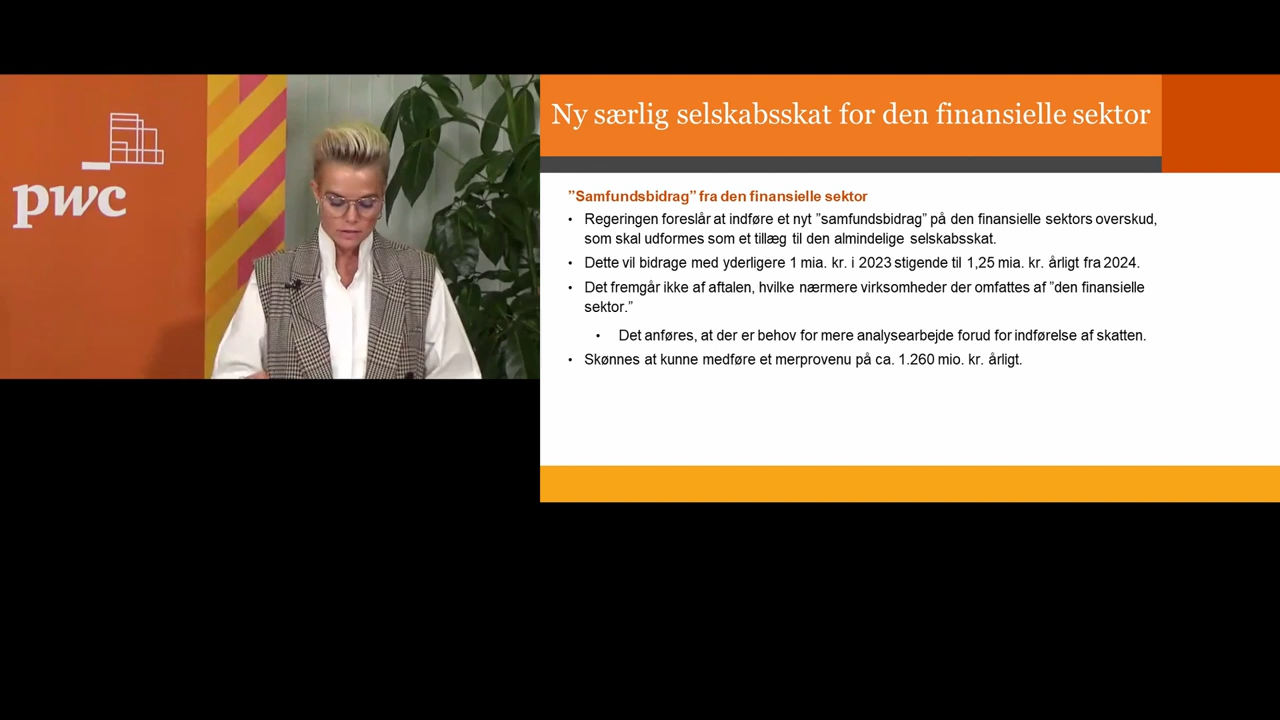 pwc
Ny særlig selskabsskat for den finansielle sektor
”Samfundsbidrag” fra den finansielle sektor
• Regeringen foreslår at indføre et nyt ”samfundsbidrag” på den finansielle sektors overskud,
som skal udformes som et tillæg til den almindelige selskabsskat.
• Dette vil bidrage med yderligere 1 mia. kr. i 2023 stigende til 1,25 mia. kr. årligt fra 2024.
• Det fremgår ikke af aftalen, hvilke nærmere virksomheder der omfattes af ”den finansielle
sektor.”
• Det anføres, at der er behov for mere analysearbejde forud for indførelse af skatten.
• Skønnes at kunne medføre et merprovenu på ca. 1.260 mio. kr. årligt.